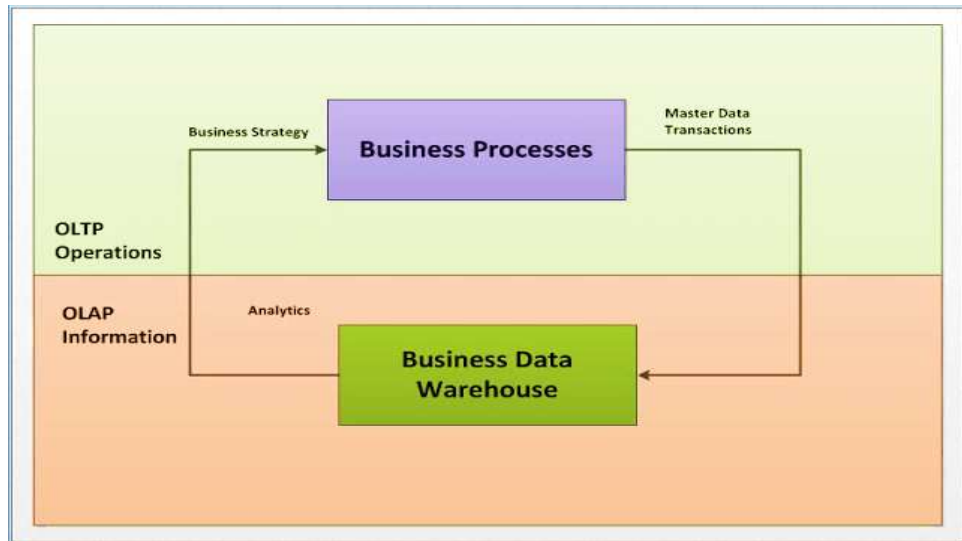 Master Data
Transactions
Business Strategy
Business Processes
OLTP
Operations
OLAP
Information
Analytics
Business Data
Warehouse